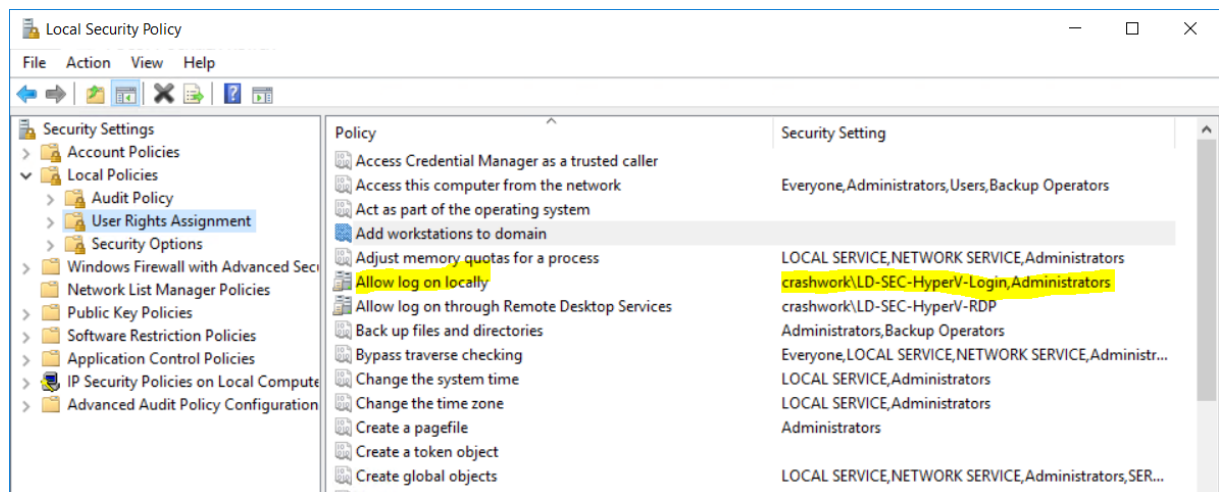 Local Security Policy
File Action View Help
Security Settings
Account Policies
Local Policies
Audit Policy
User Rights Assignment
Security Options
Windows Firewall with Advanced Secu
Network List Manager Policies
Public Key Policies
Software Restriction Policies
Application Control Policies
IP Security Policies on Local Compute
Advanced Audit Policy Configuration
Policy Security Setting
Access Credential Manager as a trusted caller
Access this computer from the network Everyone,Administrators,Users,Backup Operators
Act as part of the operating system
Add workstations to domain
Adjust memory quotas for a process LOCAL SERVICE,NETWORK SERVICE,Administrators
Allow log on locally crashwork\LD-SEC-HyperV-Login,Administrators
Allow log on through Remote Desktop Services crashwork\LD-SEC-HyperV-RDP
Back up files and directories Administrators,Backup Operators
Bypass traverse checking Everyone,LOCAL SERVICE,NETWORK SERVICE,Administr...
Change the system time LOCAL SERVICE,Administrators
Change the time zone LOCAL SERVICE,Administrators
Create a pagefile Administrators
Create a token object
Create global objects LOCAL SERVICE,NETWORK SERVICE,Administrators,SER...